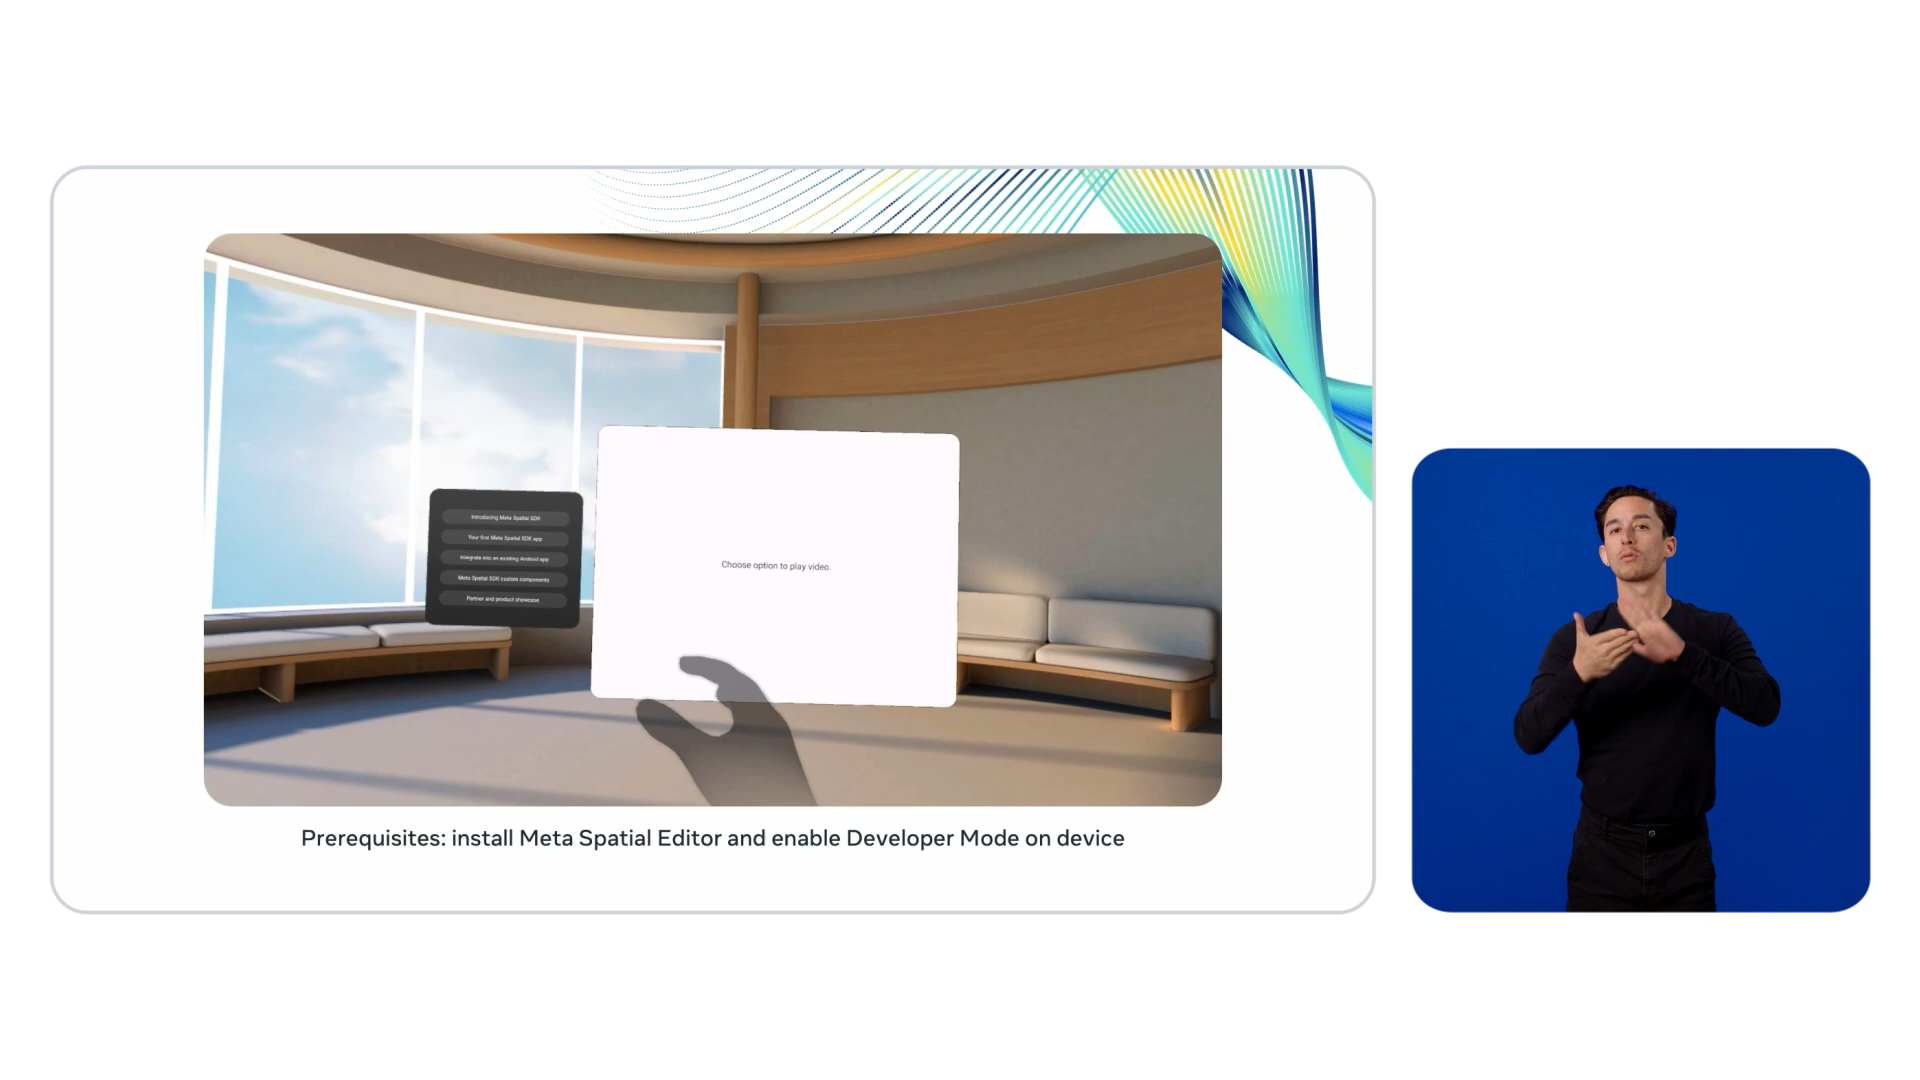 Introducing Meta Spatial SDK
Your first Meta Spatial SDK app
Integrate into an existing Android app
Meta Spatial SDK custom components
Partner and product showcase
Choose option to play video.
Prerequisites: install Meta Spatial Editor and enable Developer Mode on device